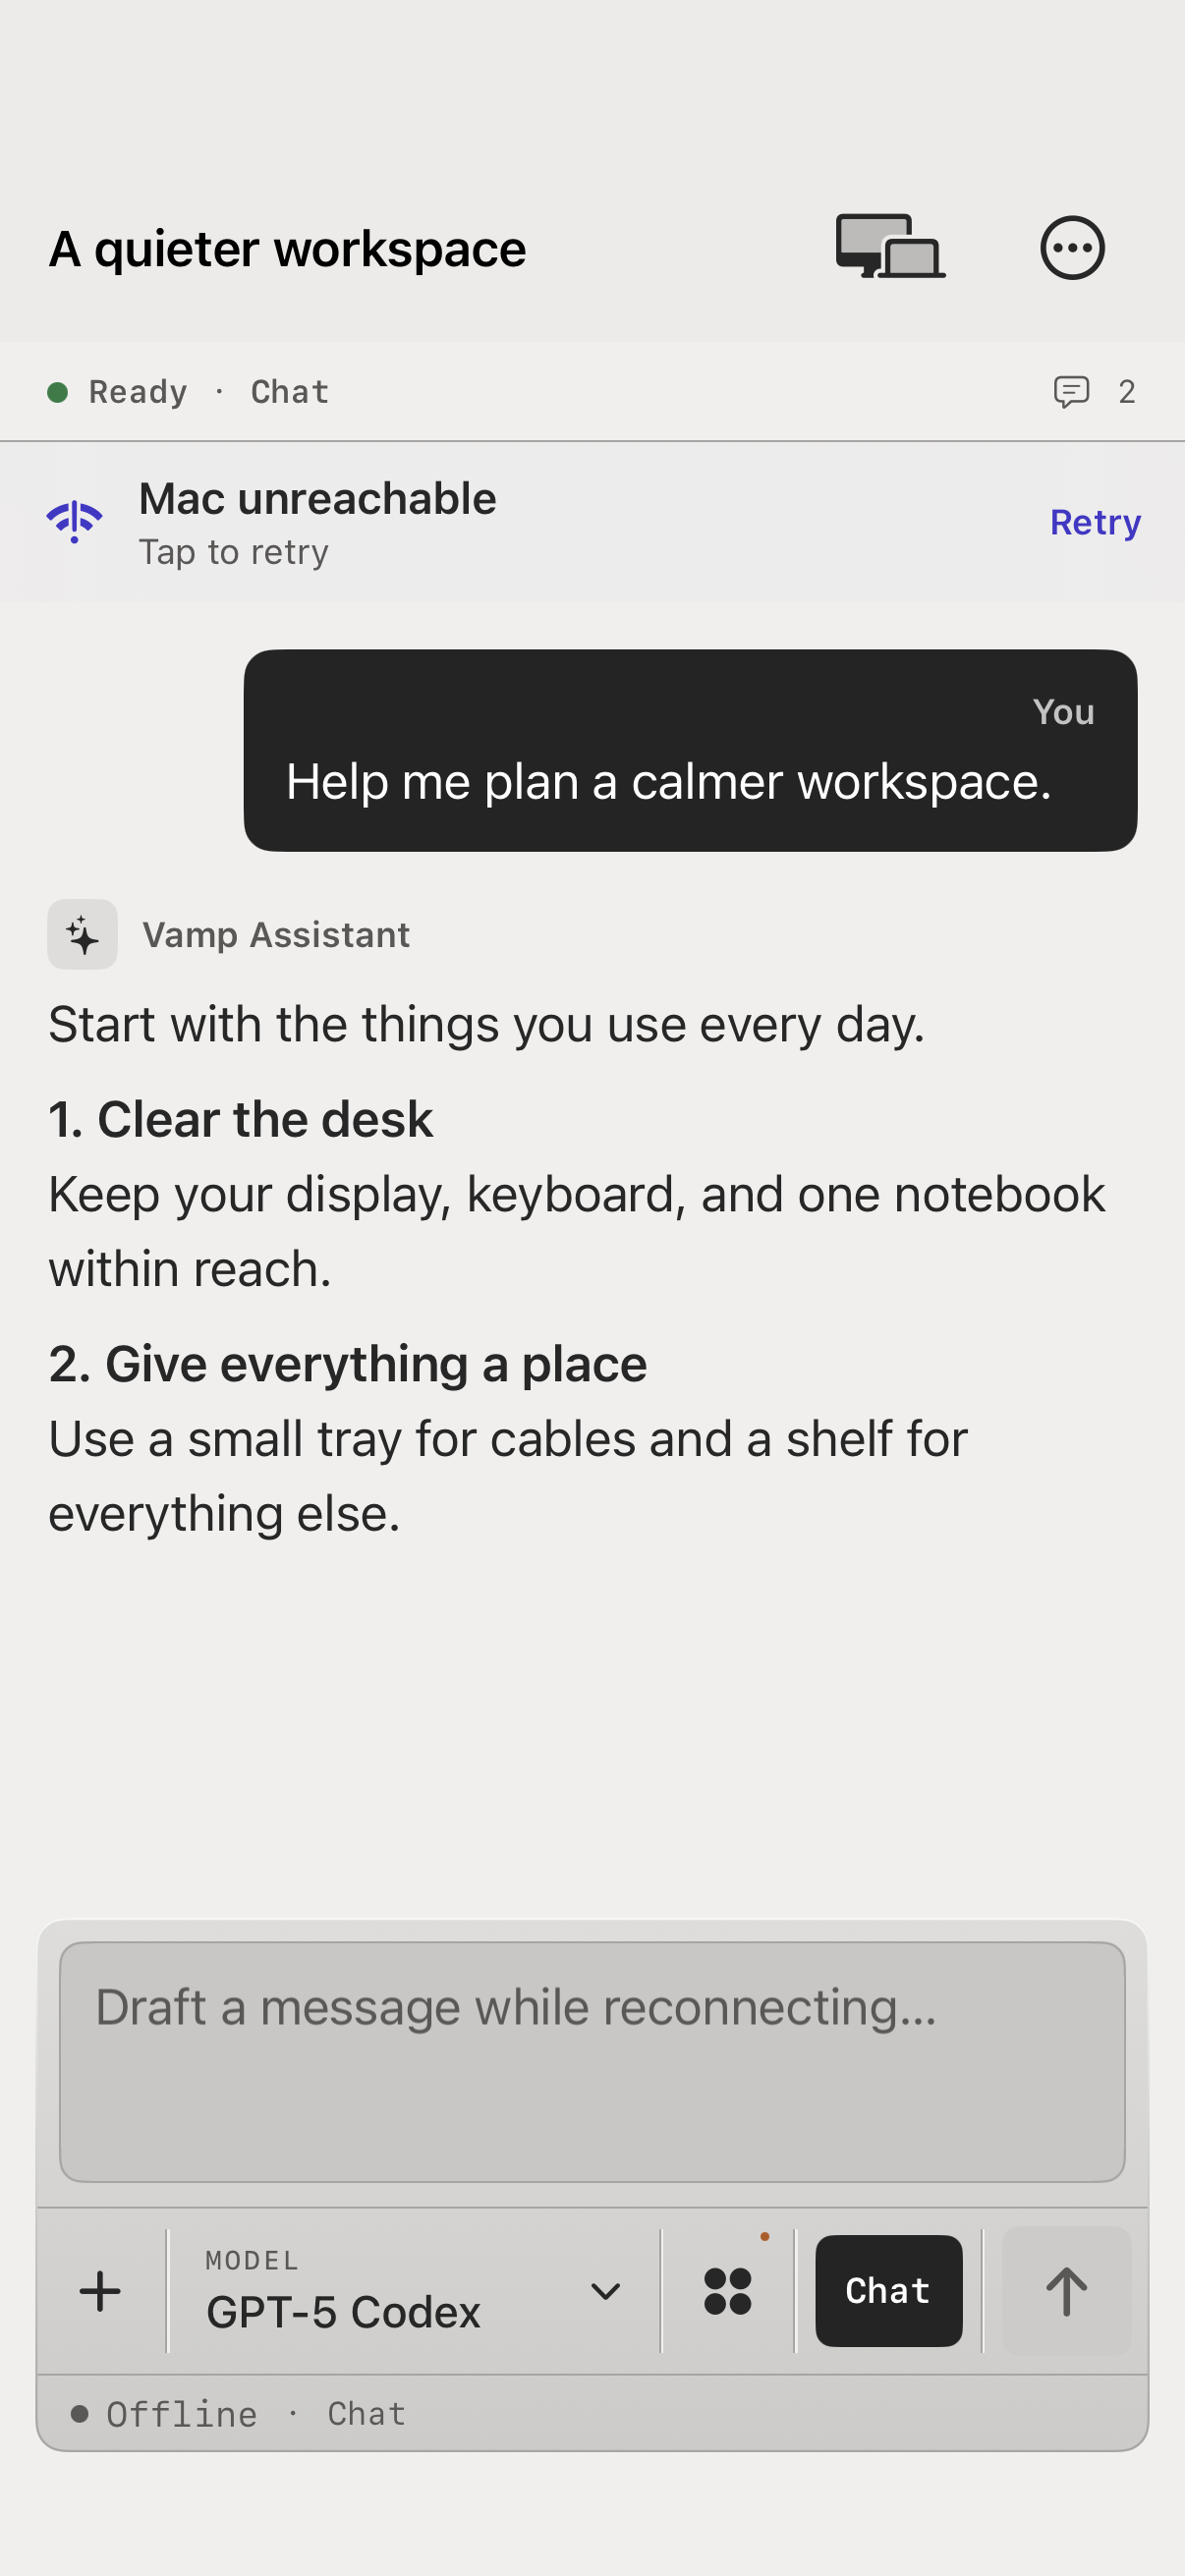 A quieter workspace
Ready · Chat
2
Mac unreachable
Tap to retry
Retry
You
Help me plan a calmer workspace.
Vamp Assistant
Start with the things you use every day.
1. Clear the desk
Keep your display, keyboard, and one notebook
within reach.
2. Give everything a place
Use a small tray for cables and a shelf for
everything else.
Draft a message while reconnecting...
MODEL
GPT-5 Codex
Chat
Offline · Chat